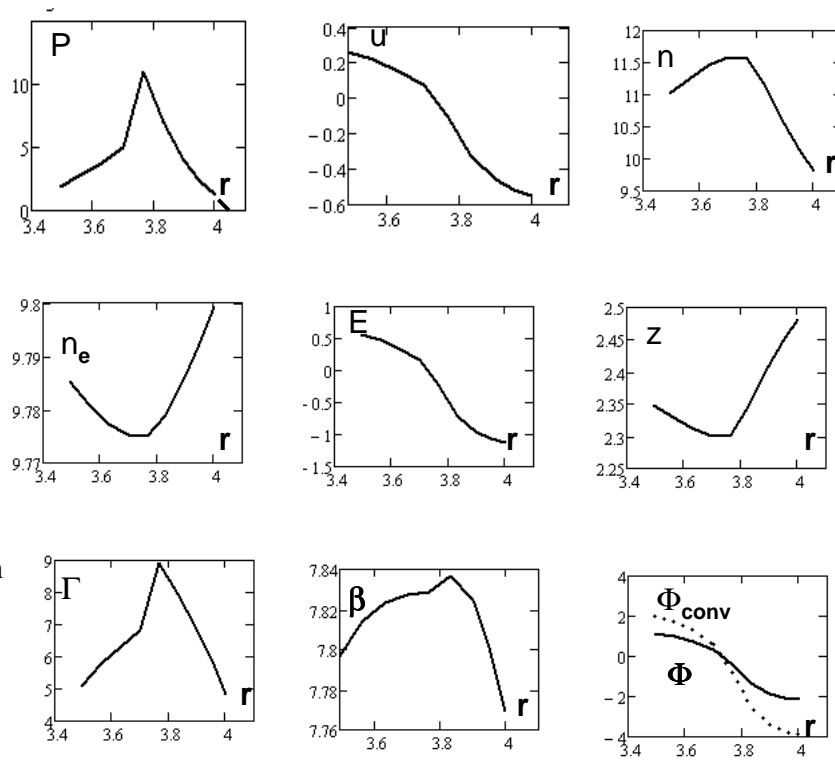 P
10
5
0
3.4 3.6 3.8 4
r
u
0.4
0.2
0
− 0.2
− 0.4
− 0.6
3.6 3.8 4
r
n
12
11.5
11
10.5
10
9.5
3.4 3.6 3.8 4
r
nₑ
9.8
9.79
9.78
9.77
3.4 3.6 3.8 4
r
E
1
0.5
0
- 0.5
- 1
- 1.5
3.4 3.6 3.8 4
r
z
2.5
2.45
2.4
2.35
2.3
2.25
3.4 3.6 3.8 4
r
Γ
9
8
7
6
5
4
3.4 3.6 3.8 4
r
β
7.84
7.82
7.8
7.78
7.76
3.6 3.8 4
r
Φconv
Φ
4
2
0
− 2
− 4
3.4 3.6 3.8 4
r